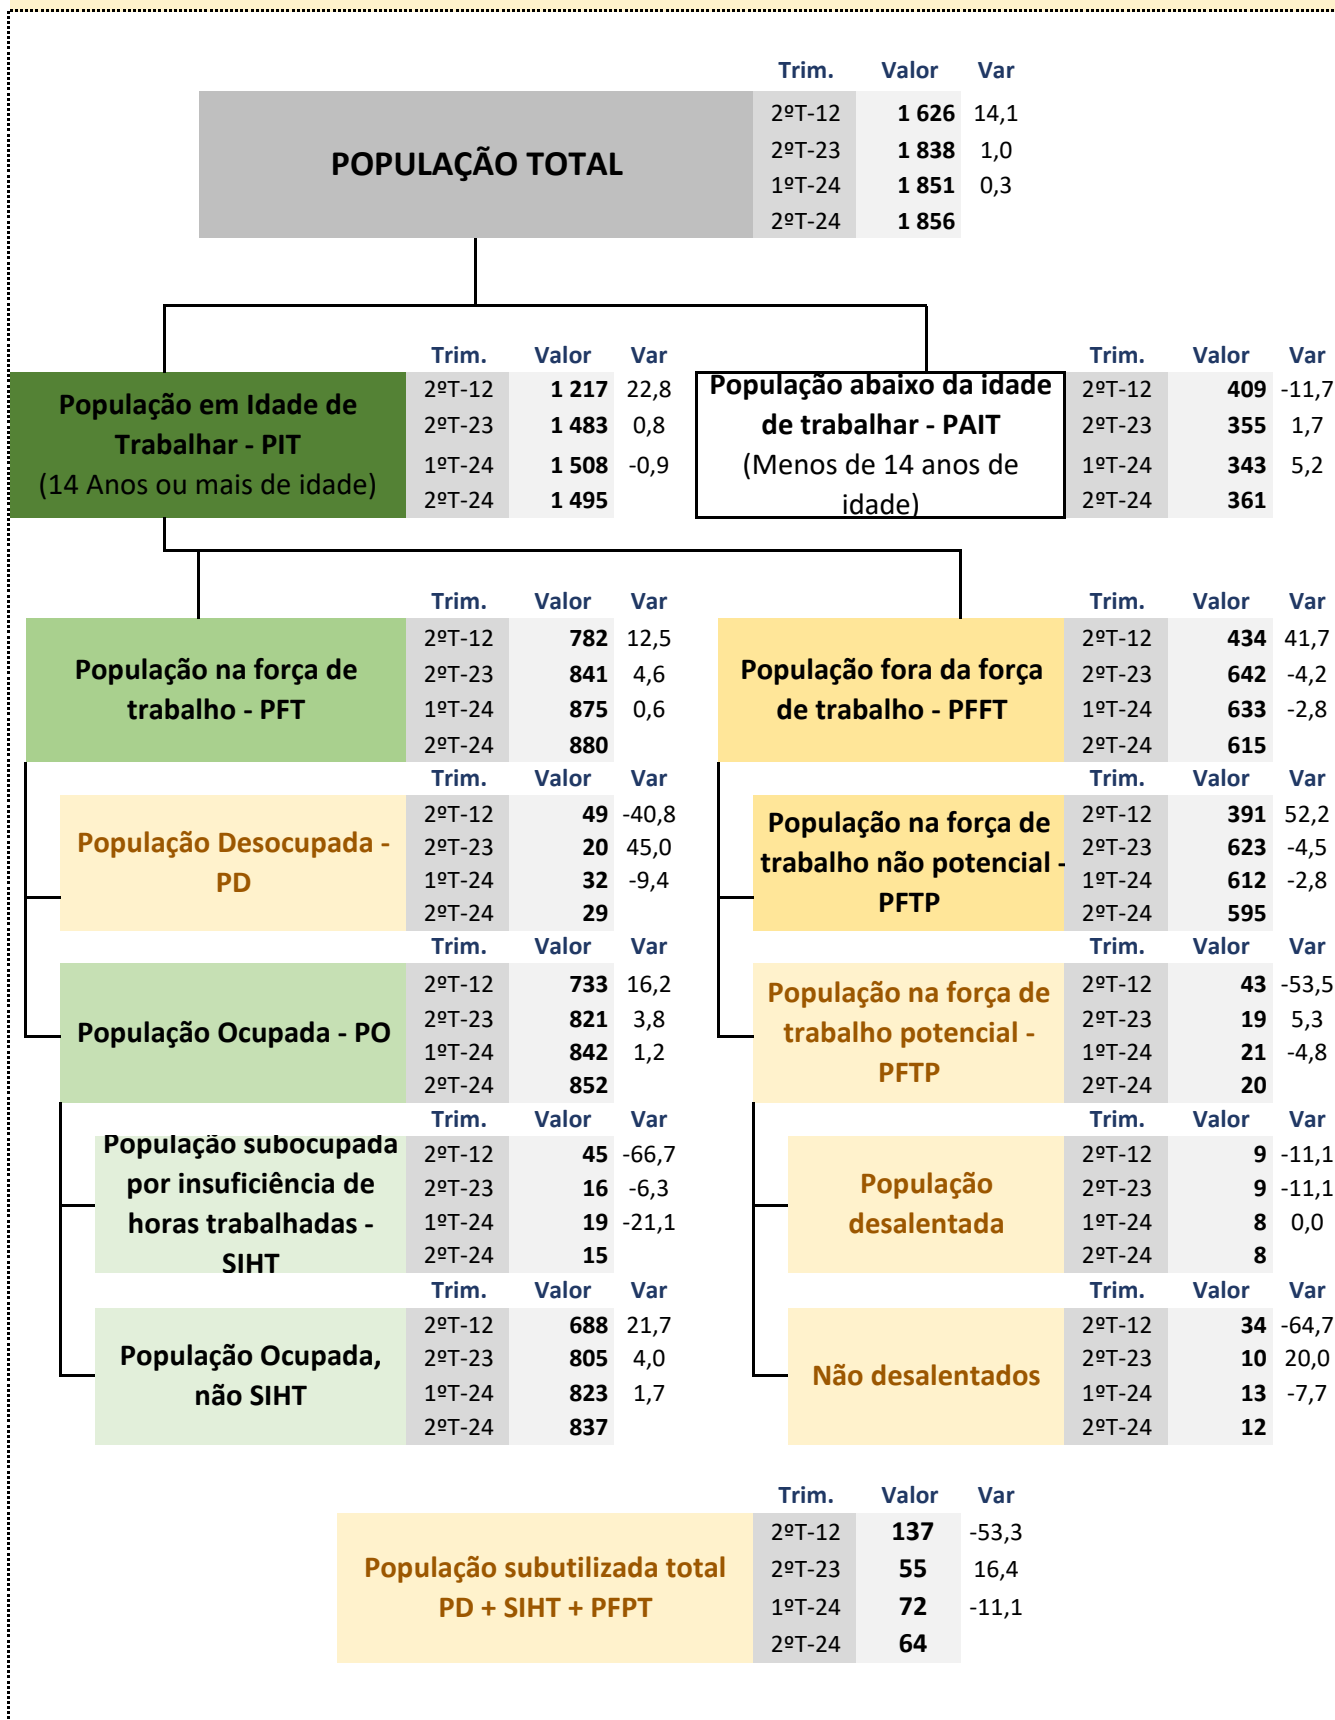 Trim. Valor Var
POPULAÇÃO TOTAL
2ºT-12 1 626 14,1
2ºT-23 1 838 1,0
1ºT-24 1 851 0,3
2ºT-24 1 856
Trim. Valor Var
População em Idade de
Trabalhar - PIT
(14 Anos ou mais de idade)
2ºT-12 1 217 22,8
2ºT-23 1 483 0,8
1ºT-24 1 508 -0,9
2ºT-24 1 495
Trim. Valor Var
População abaixo da idade
de trabalhar - PAIT
(Menos de 14 anos de
idade)
2ºT-12 409 -11,7
2ºT-23 355 1,7
1ºT-24 343 5,2
2ºT-24 361
Trim. Valor Var
População na força de
trabalho - PFT
2ºT-12 782 12,5
2ºT-23 841 4,6
1ºT-24 875 0,6
2ºT-24 880
Trim. Valor Var
População fora da força
de trabalho - PFFT
2ºT-12 434 41,7
2ºT-23 642 -4,2
1ºT-24 633 -2,8
2ºT-24 615
Trim. Valor Var
População Desocupada -
PD
2ºT-12 49 -40,8
2ºT-23 20 45,0
1ºT-24 32 -9,4
2ºT-24 29
Trim. Valor Var
População na força de
trabalho não potencial -
PFTP
2ºT-12 391 52,2
2ºT-23 623 -4,5
1ºT-24 612 -2,8
2ºT-24 595
Trim. Valor Var
População Ocupada - PO
2ºT-12 733 16,2
2ºT-23 821 3,8
1ºT-24 842 1,2
2ºT-24 852
Trim. Valor Var
População na força de
trabalho potencial -
PFTP
2ºT-12 43 -53,5
2ºT-23 19 5,3
1ºT-24 21 -4,8
2ºT-24 20
Trim. Valor Var
População subocupada
por insuficiência de
horas trabalhadas -
SIHT
2ºT-12 45 -66,7
2ºT-23 16 -6,3
1ºT-24 19 -21,1
2ºT-24 15
Trim. Valor Var
População
desalentada
2ºT-12 9 -11,1
2ºT-23 9 -11,1
1ºT-24 8 0,0
2ºT-24 8
Trim. Valor Var
População Ocupada,
não SIHT
2ºT-12 688 21,7
2ºT-23 805 4,0
1ºT-24 823 1,7
2ºT-24 837
Trim. Valor Var
Não desalentados
2ºT-12 34 -64,7
2ºT-23 10 20,0
1ºT-24 13 -7,7
2ºT-24 12
Trim. Valor Var
População subutilizada total
PD + SIHT + PFPT
2ºT-12 137 -53,3
2ºT-23 55 16,4
1ºT-24 72 -11,1
2ºT-24 64